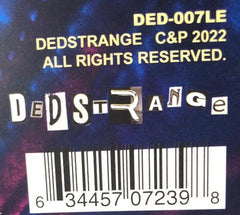 DED-007LE
DEDSTRANGE C&P 2022
ALL RIGHTS RESERVED.
DEDSTRANGE
6 34457 07239 8